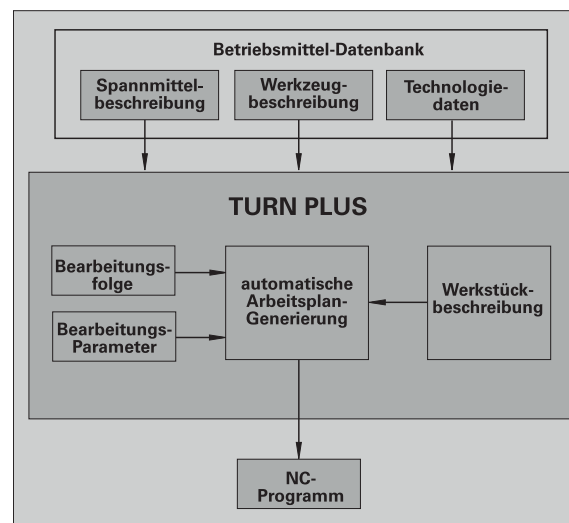 Betriebsmittel-Datenbank
Spannmittel-
beschreibung
Werkzeug-
beschreibung
Technologie-
daten
TURN PLUS
Bearbeitungs-
folge
Bearbeitungs-
Parameter
automatische
Arbeitsplan-
Generierung
Werkstück-
beschreibung
NC-
Programm